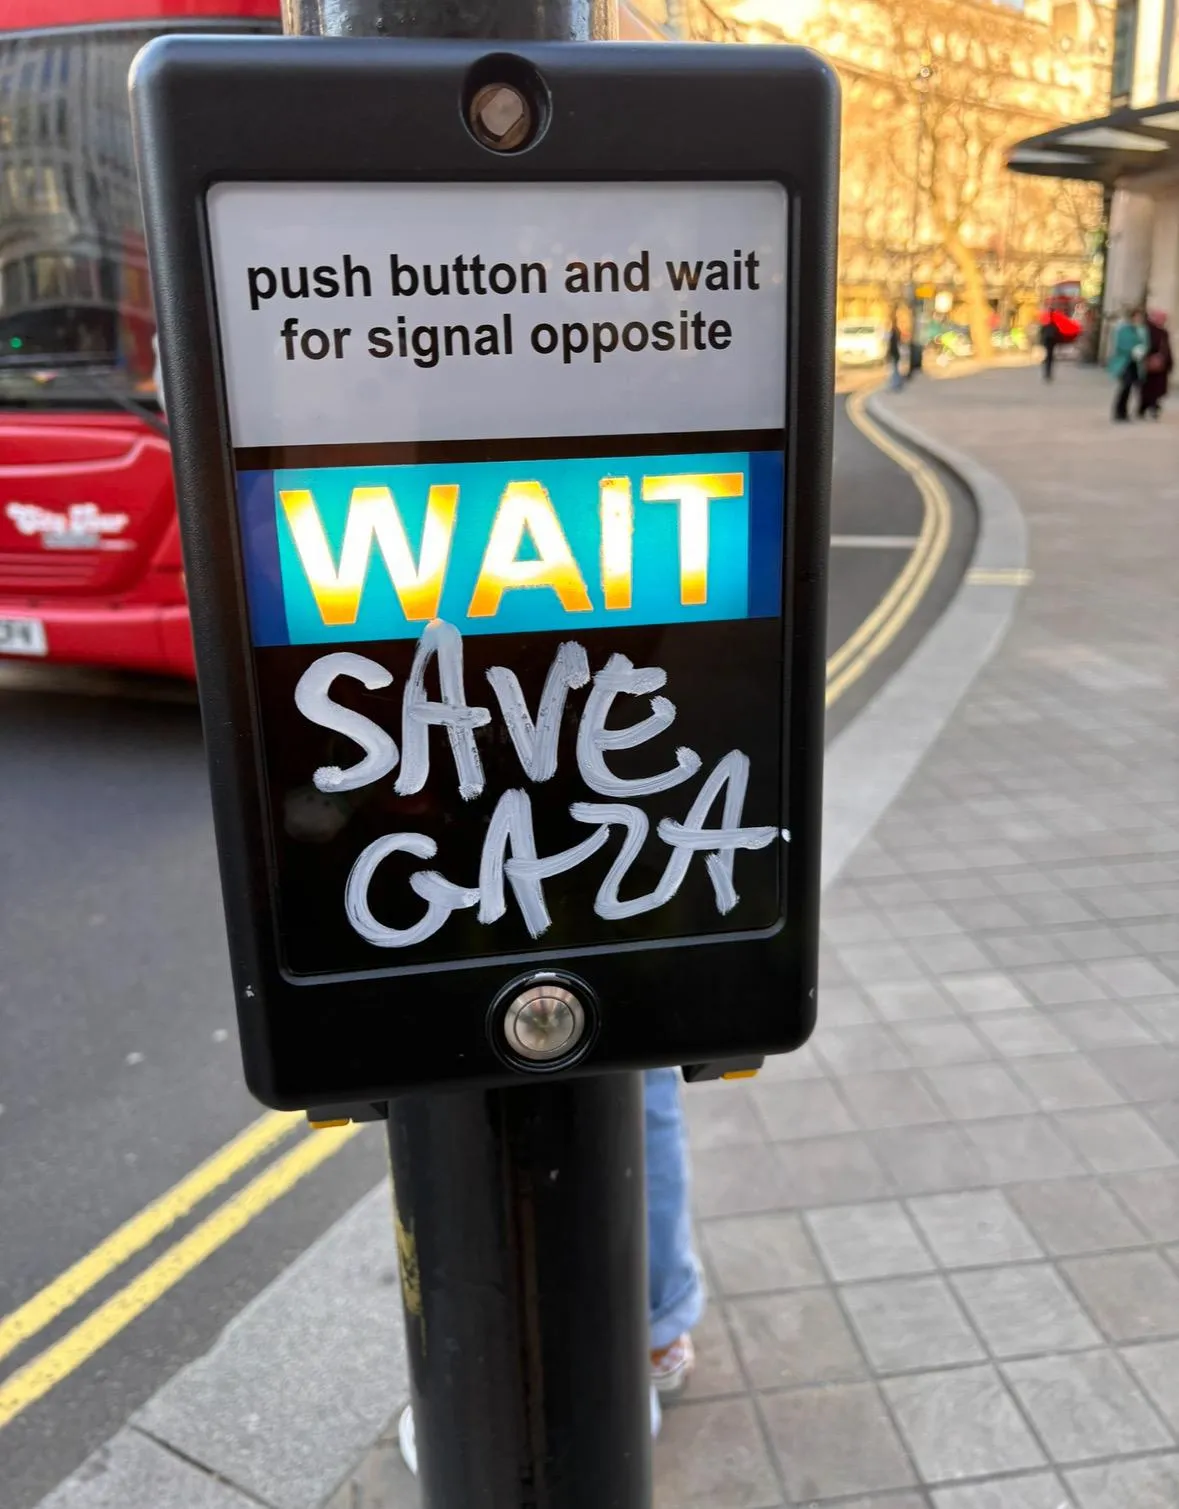 push button and wait
for signal opposite
WAIT
SAVE
GAZA